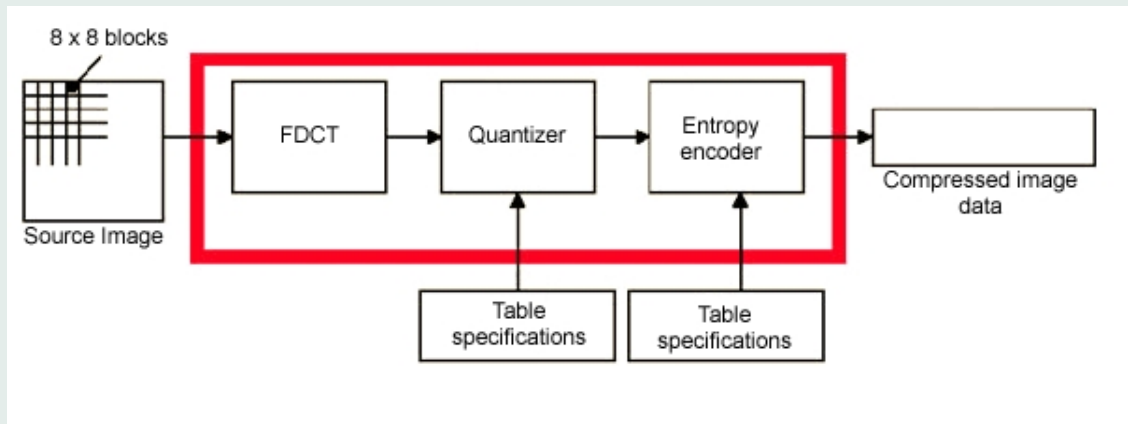 8 x 8 blocks
FDCT
Quantizer
Entropy
encoder
Source Image
Compressed image
data
Table
specifications
Table
specifications